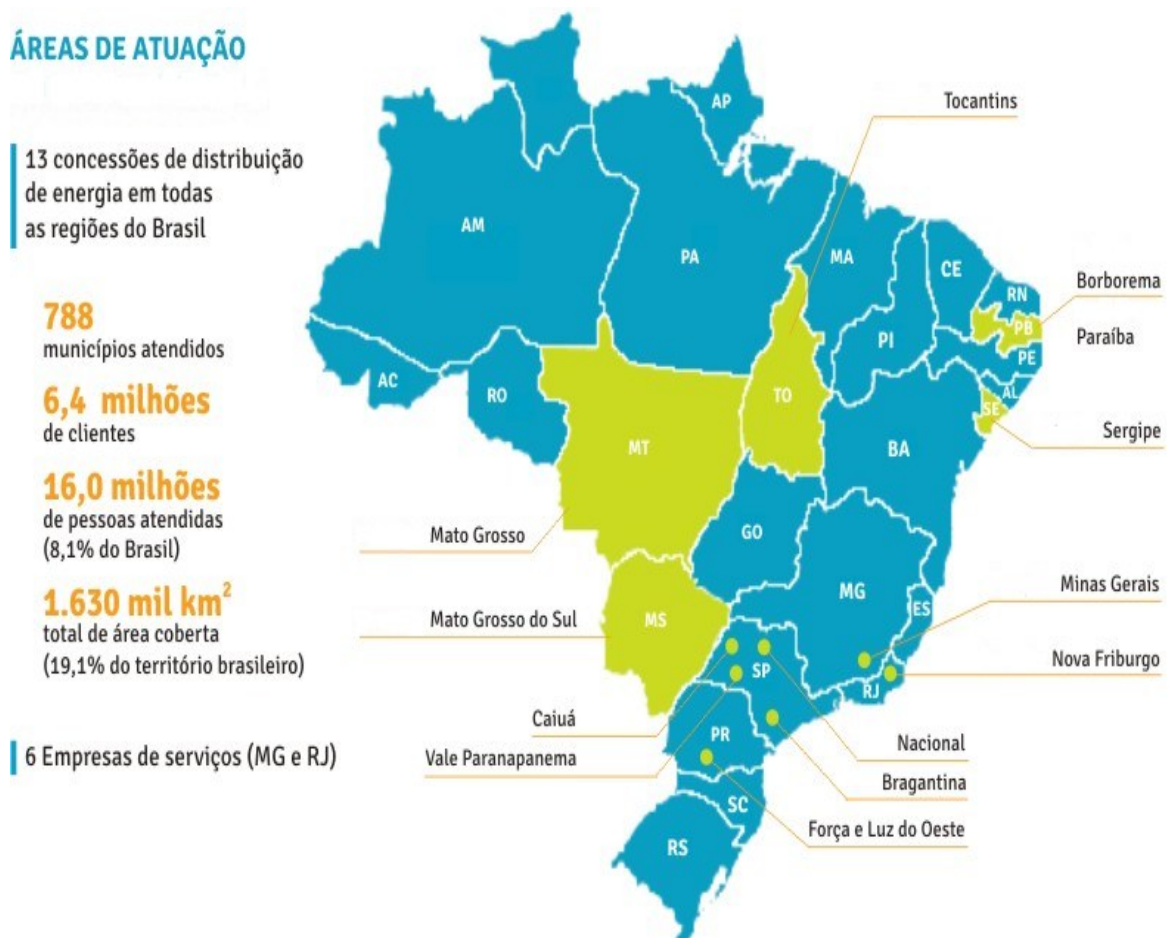 ÁREAS DE ATUAÇÃO
13 concessões de distribuição
de energia em todas
as regiões do Brasil
788
municípios atendidos
6,4 milhões
de clientes
16,0 milhões
de pessoas atendidas
(8,1% do Brasil)
1.630 mil km²
total de área coberta
(19,1% do território brasileiro)
6 Empresas de serviços (MG e RJ)
Tocantins
AP
AM
PA
MA
CE
RN
Borborema
PB
Paraíba
PI
PE
AC
RO
TO
AL
SE
Sergipe
MT
BA
Mato Grosso
GO
Minas Gerais
MG
ES
Mato Grosso do Sul
MS
Nova Friburgo
SP
RJ
Caiuá
PR
Nacional
Vale Paranapanema
Bragantina
SC
Força e Luz do Oeste
RS